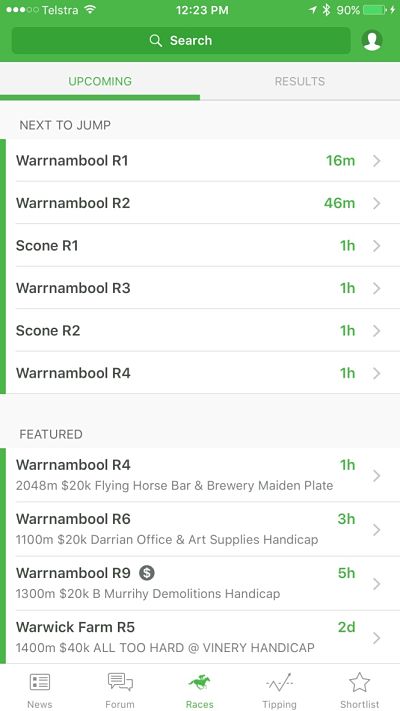 Telstra 12:23 PM 90%
Search
UPCOMING RESULTS
NEXT TO JUMP
Warrnambool R1 16m
Warrnambool R2 46m
Scone R1 1h
Warrnambool R3 1h
Scone R2 1h
Warrnambool R4 1h
FEATURED
Warrnambool R4 1h
2048m $20k Flying Horse Bar & Brewery Maiden Plate
Warrnambool R6 3h
1100m $20k Darrian Office & Art Supplies Handicap
Warrnambool R9 $ 5h
1300m $20k B Murrihy Demolitions Handicap
Warwick Farm R5 2d
1400m $40k ALL TOO HARD @ VINERY HANDICAP
News Forum Races Tipping Shortlist